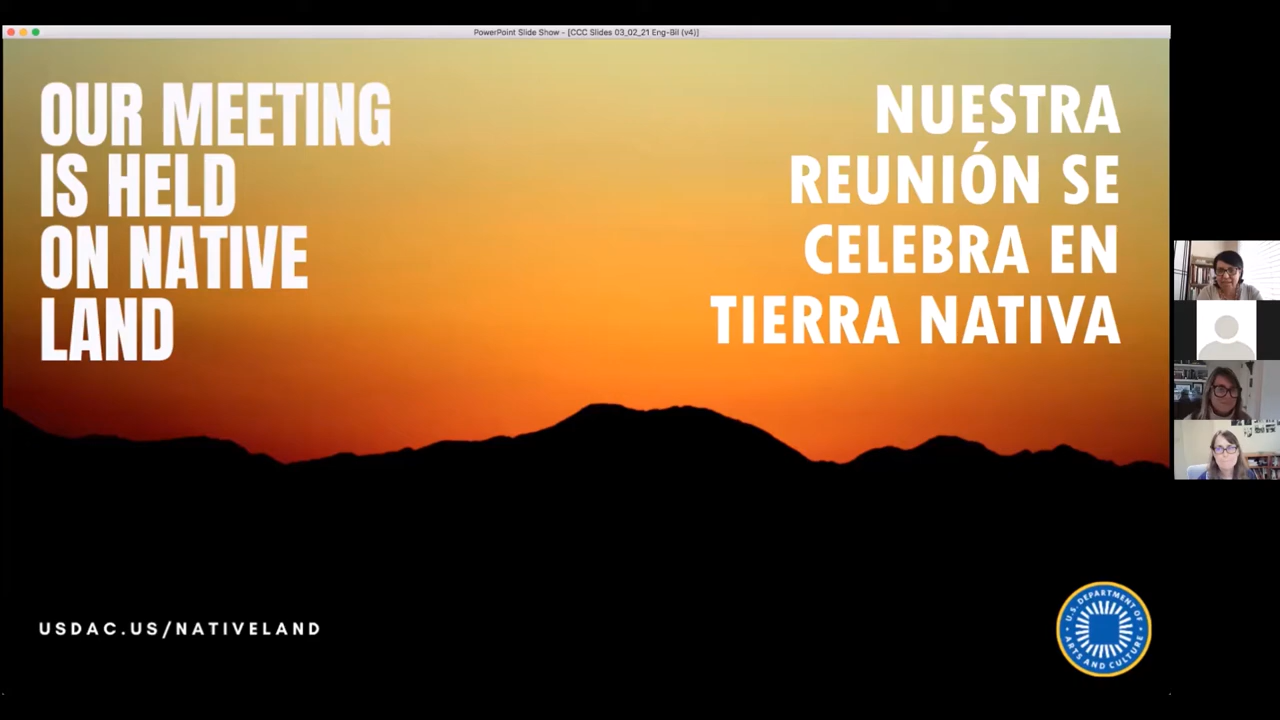 PowerPoint Slide Show - [CCC Slides 03_02_21 Eng-Bil (v4)]
OUR MEETING
IS HELD
ON NATIVE
LAND
NUESTRA
REUNIÓN SE
CELEBRA EN
TIERRA NATIVA
USDAC.US/NATIVELAND
U.S. DEPARTMENT OF
ARTS AND CULTURE